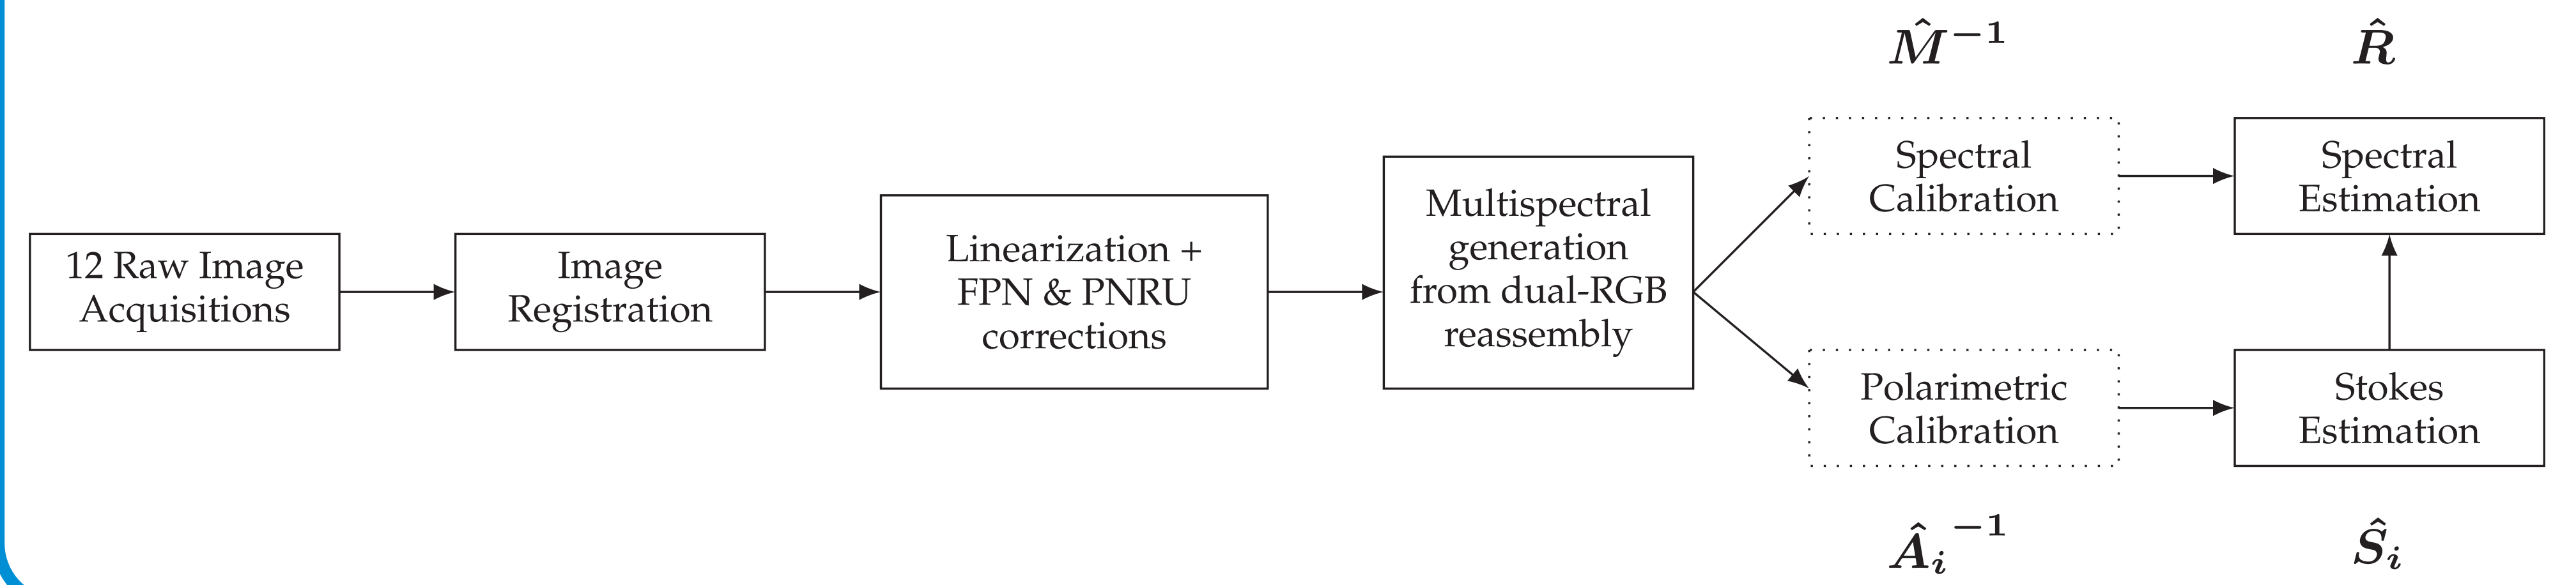 12 Raw Image
Acquisitions
Image
Registration
Linearization +
FPN & PNRU
corrections
Multispectral
generation
from dual-RGB
reassembly
M̂⁻¹
Spectral
Calibration
R̂
Spectral
Estimation
Polarimetric
Calibration
Âᵢ⁻¹
Stokes
Estimation
Ŝᵢ